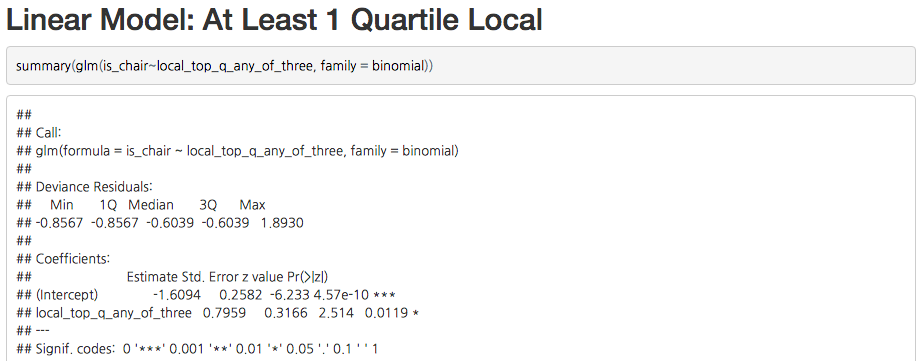 Linear Model: At Least 1 Quartile Local
summary(glm(is_chair~local_top_q_any_of_three, family = binomial))
##
## Call:
## glm(formula = is_chair ~ local_top_q_any_of_three, family = binomial)
##
## Deviance Residuals:
##     Min       1Q   Median       3Q      Max
## -0.8567  -0.8567  -0.6039  -0.6039   1.8930
##
## Coefficients:
##                          Estimate Std. Error z value Pr(>|z|)
## (Intercept)               -1.6094     0.2582  -6.233 4.57e-10 ***
## local_top_q_any_of_three   0.7959     0.3166   2.514   0.0119 *
## ---
## Signif. codes:  0 '***' 0.001 '**' 0.01 '*' 0.05 '.' 0.1 ' ' 1